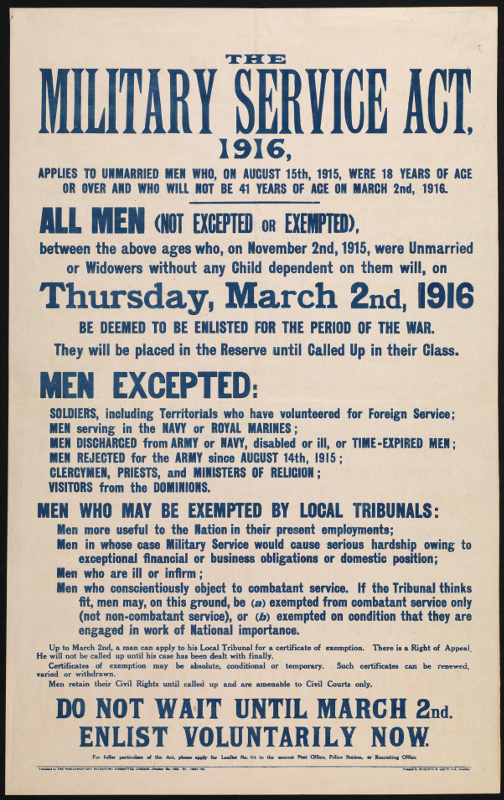 THE
MILITARY SERVICE ACT,
1916,
APPLIES TO UNMARRIED MEN WHO, ON AUGUST 15th, 1915, WERE 18 YEARS OF AGE
OR OVER AND WHO WILL NOT BE 41 YEARS OF AGE ON MARCH 2nd, 1916.
ALL MEN (NOT EXCEPTED OR EXEMPTED),
between the above ages who, on November 2nd, 1915, were Unmarried
or Widowers without any Child dependent on them will, on
Thursday, March 2nd, 1916
BE DEEMED TO BE ENLISTED FOR THE PERIOD OF THE WAR.
They will be placed in the Reserve until Called Up in their Class.
MEN EXCEPTED:
SOLDIERS, including Territorials who have volunteered for Foreign Service;
MEN serving in the NAVY or ROYAL MARINES;
MEN DISCHARGED from ARMY or NAVY, disabled or ill, or TIME-EXPIRED MEN;
MEN REJECTED for the ARMY since AUGUST 14th, 1915;
CLERGYMEN, PRIESTS, and MINISTERS OF RELIGION;
VISITORS from the DOMINIONS.
MEN WHO MAY BE EXEMPTED BY LOCAL TRIBUNALS:
Men more useful to the Nation in their present employments;
Men in whose case Military Service would cause serious hardship owing to
exceptional financial or business obligations or domestic position;
Men who are ill or infirm;
Men who conscientiously object to combatant service. If the Tribunal thinks
fit, men may, on this ground, be (a) exempted from combatant service only
(not non-combatant service), or (b) exempted on condition that they are
engaged in work of National importance.
Up to March 2nd, a man can apply to his Local Tribunal for a certificate of exemption. There is a Right of Appeal.
He will not be called up until his case has been dealt with finally.
Certificates of exemption may be absolute, conditional or temporary. Such certificates can be renewed,
varied or withdrawn.
Men retain their Civil Rights until called up and are amenable to Civil Courts only.
DO NOT WAIT UNTIL MARCH 2nd.
ENLIST VOLUNTARILY NOW.
For fuller particulars of the Act, please apply for Leaflet No. to the nearest Post Office, Police Station, or Recruiting Office.
Published by THE PARLIAMENTARY RECRUITING COMMITTEE, LONDON.